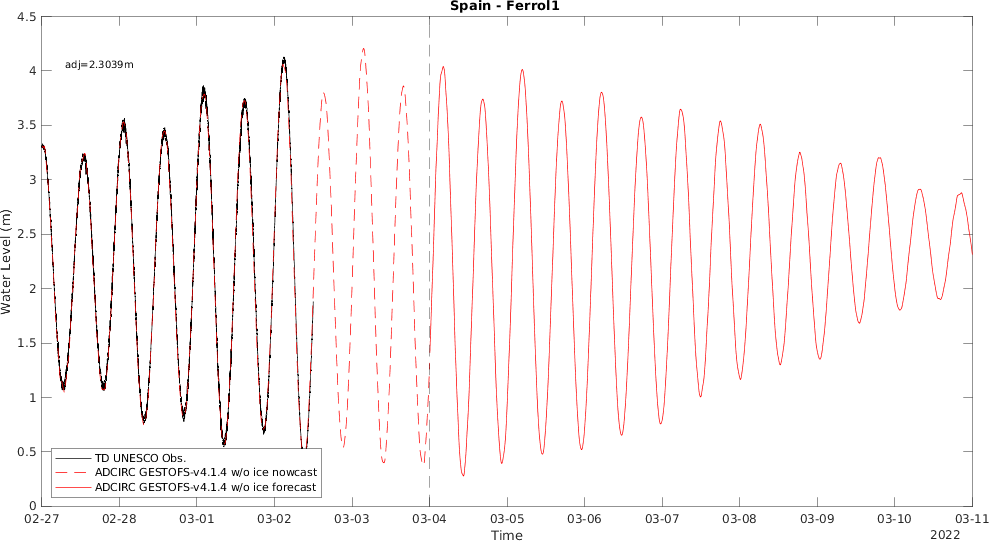 Spain - Ferrol1
4.5
4
3.5
3
2.5
2
1.5
1
0.5
0
Water Level (m)
adj=2.3039m
TD UNESCO Obs.
ADCIRC GESTOFS-v4.1.4 w/o ice nowcast
ADCIRC GESTOFS-v4.1.4 w/o ice forecast
02-27 02-28 03-01 03-02 03-03 03-04 03-05 03-06 03-07 03-08 03-09 03-10 03-11
Time
2022